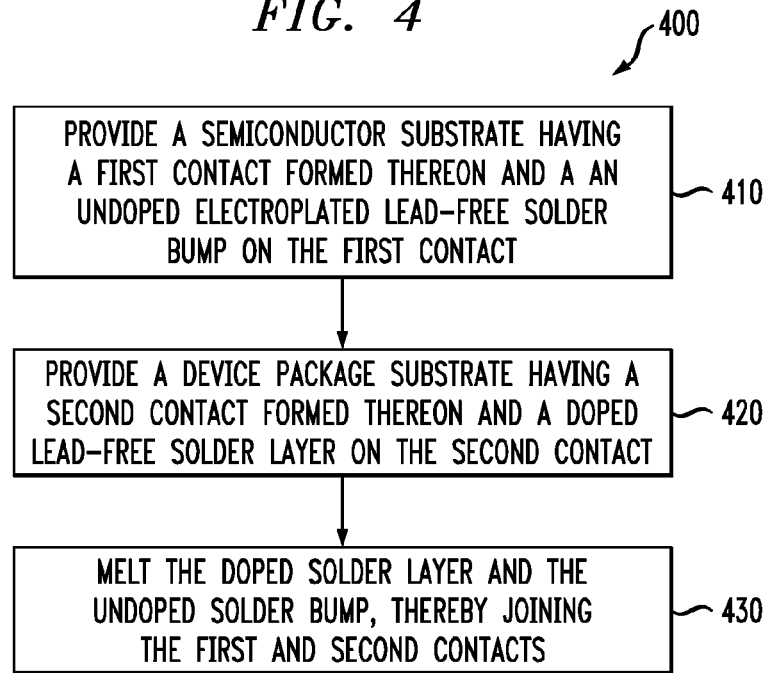 FIG. 4
400
PROVIDE A SEMICONDUCTOR SUBSTRATE HAVING
A FIRST CONTACT FORMED THEREON AND A AN
UNDOPED ELECTROPLATED LEAD-FREE SOLDER
BUMP ON THE FIRST CONTACT
410
PROVIDE A DEVICE PACKAGE SUBSTRATE HAVING A
SECOND CONTACT FORMED THEREON AND A DOPED
LEAD-FREE SOLDER LAYER ON THE SECOND CONTACT
420
MELT THE DOPED SOLDER LAYER AND THE
UNDOPED SOLDER BUMP, THEREBY JOINING
THE FIRST AND SECOND CONTACTS
430